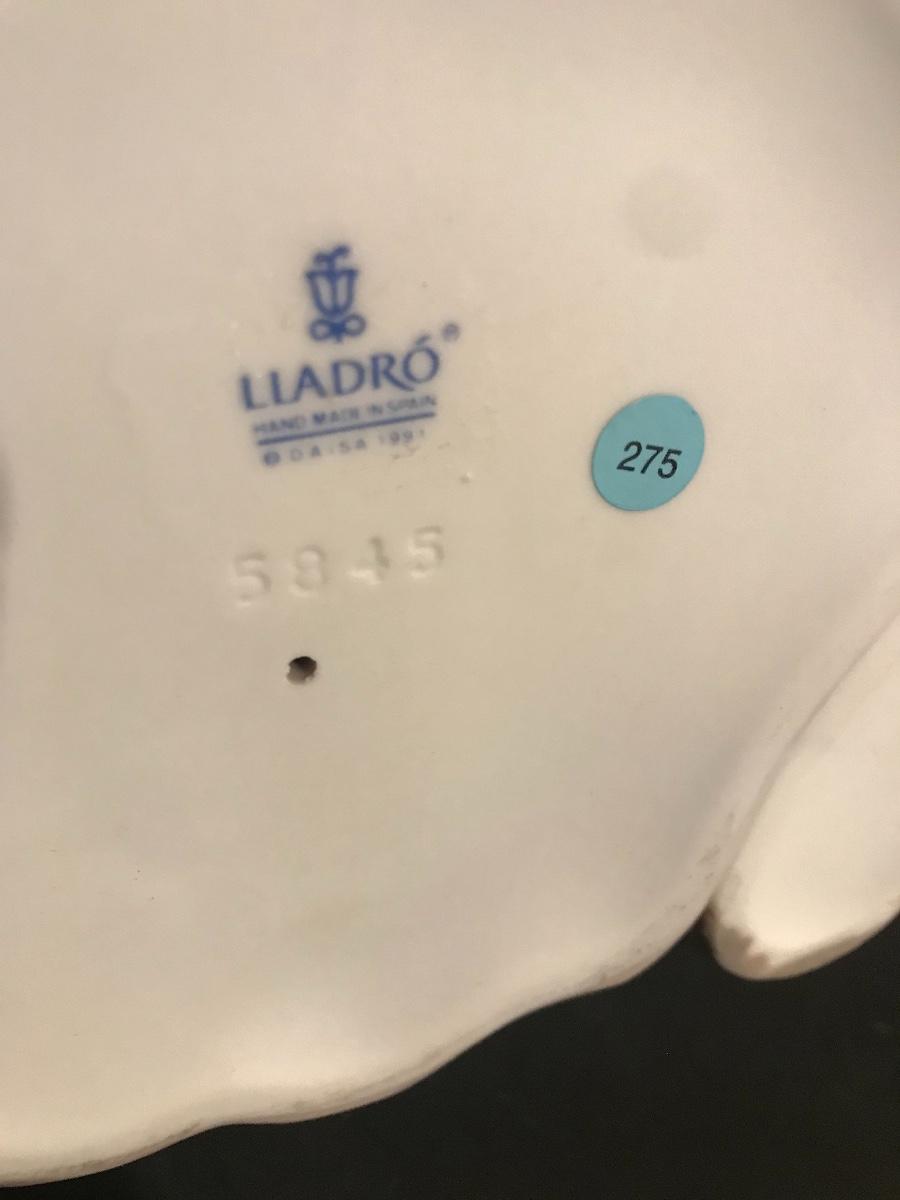 LLADRÓ®
HAND MADE IN SPAIN
© DAISA 1991
275
5845